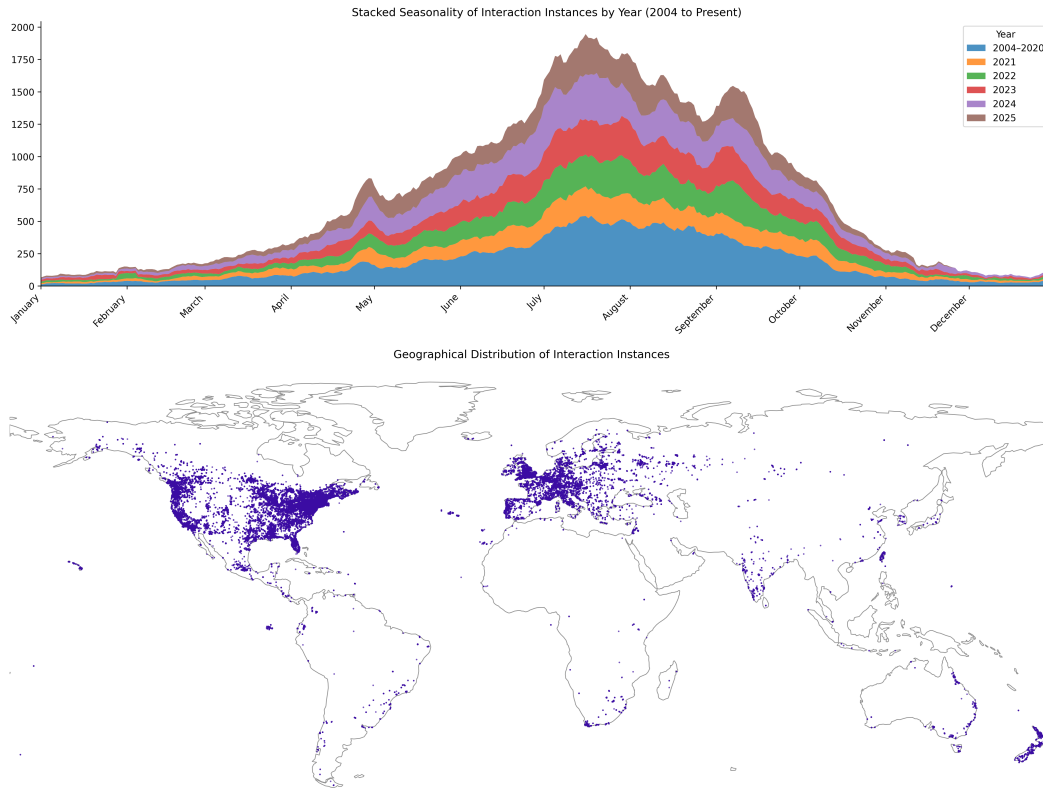 Stacked Seasonality of Interaction Instances by Year (2004 to Present)
2000
1750
1500
1250
1000
750
500
250
0
Year
2004–2020
2021
2022
2023
2024
2025
January
February
March
April
May
June
July
August
September
October
November
December
Geographical Distribution of Interaction Instances